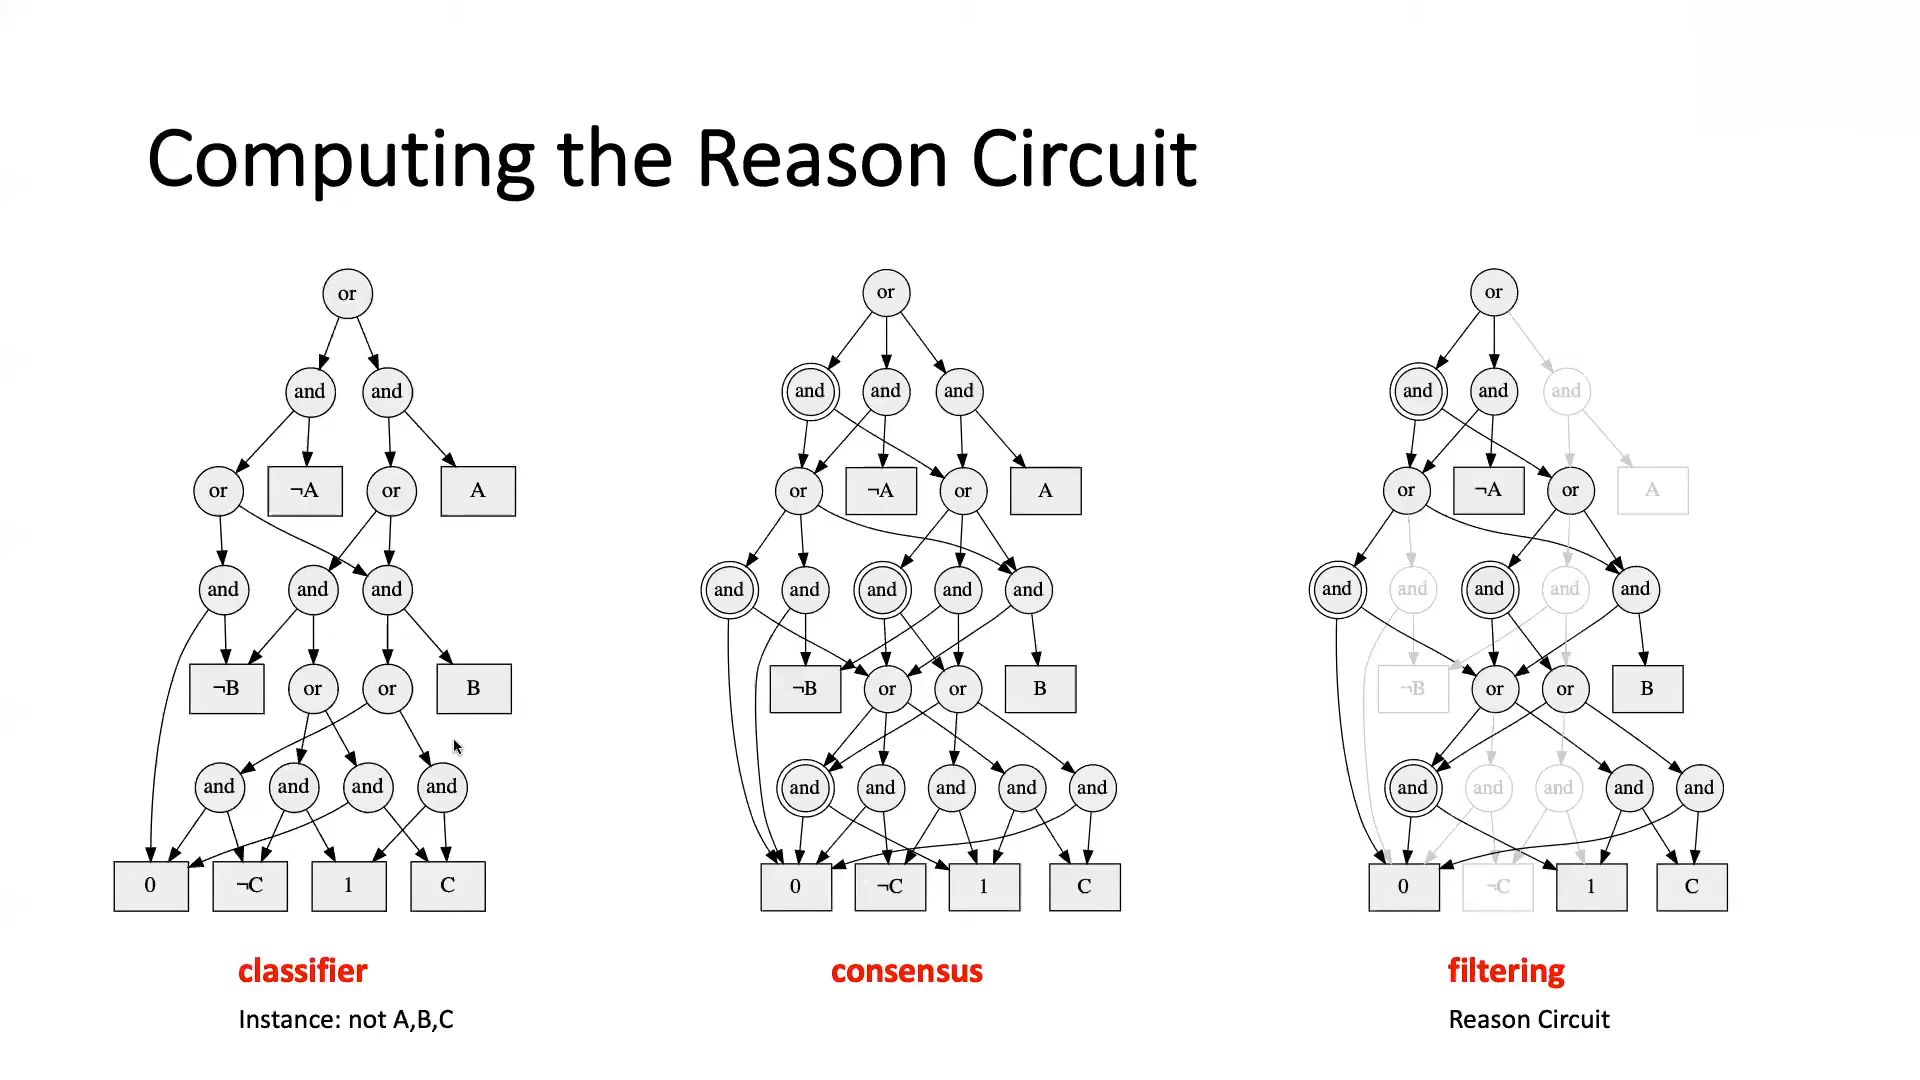 Computing the Reason Circuit
or or or
and and and and and and and and
or ¬A or A or ¬A or A or ¬A or A
and and and and and and and and and and and and and
¬B or or B ¬B or or B ¬B or or B
and and and and and and and and and and and and and and
0 ¬C 1 C 0 ¬C 1 C 0 ¬C 1 C
classifier consensus filtering
Instance: not A,B,C Reason Circuit